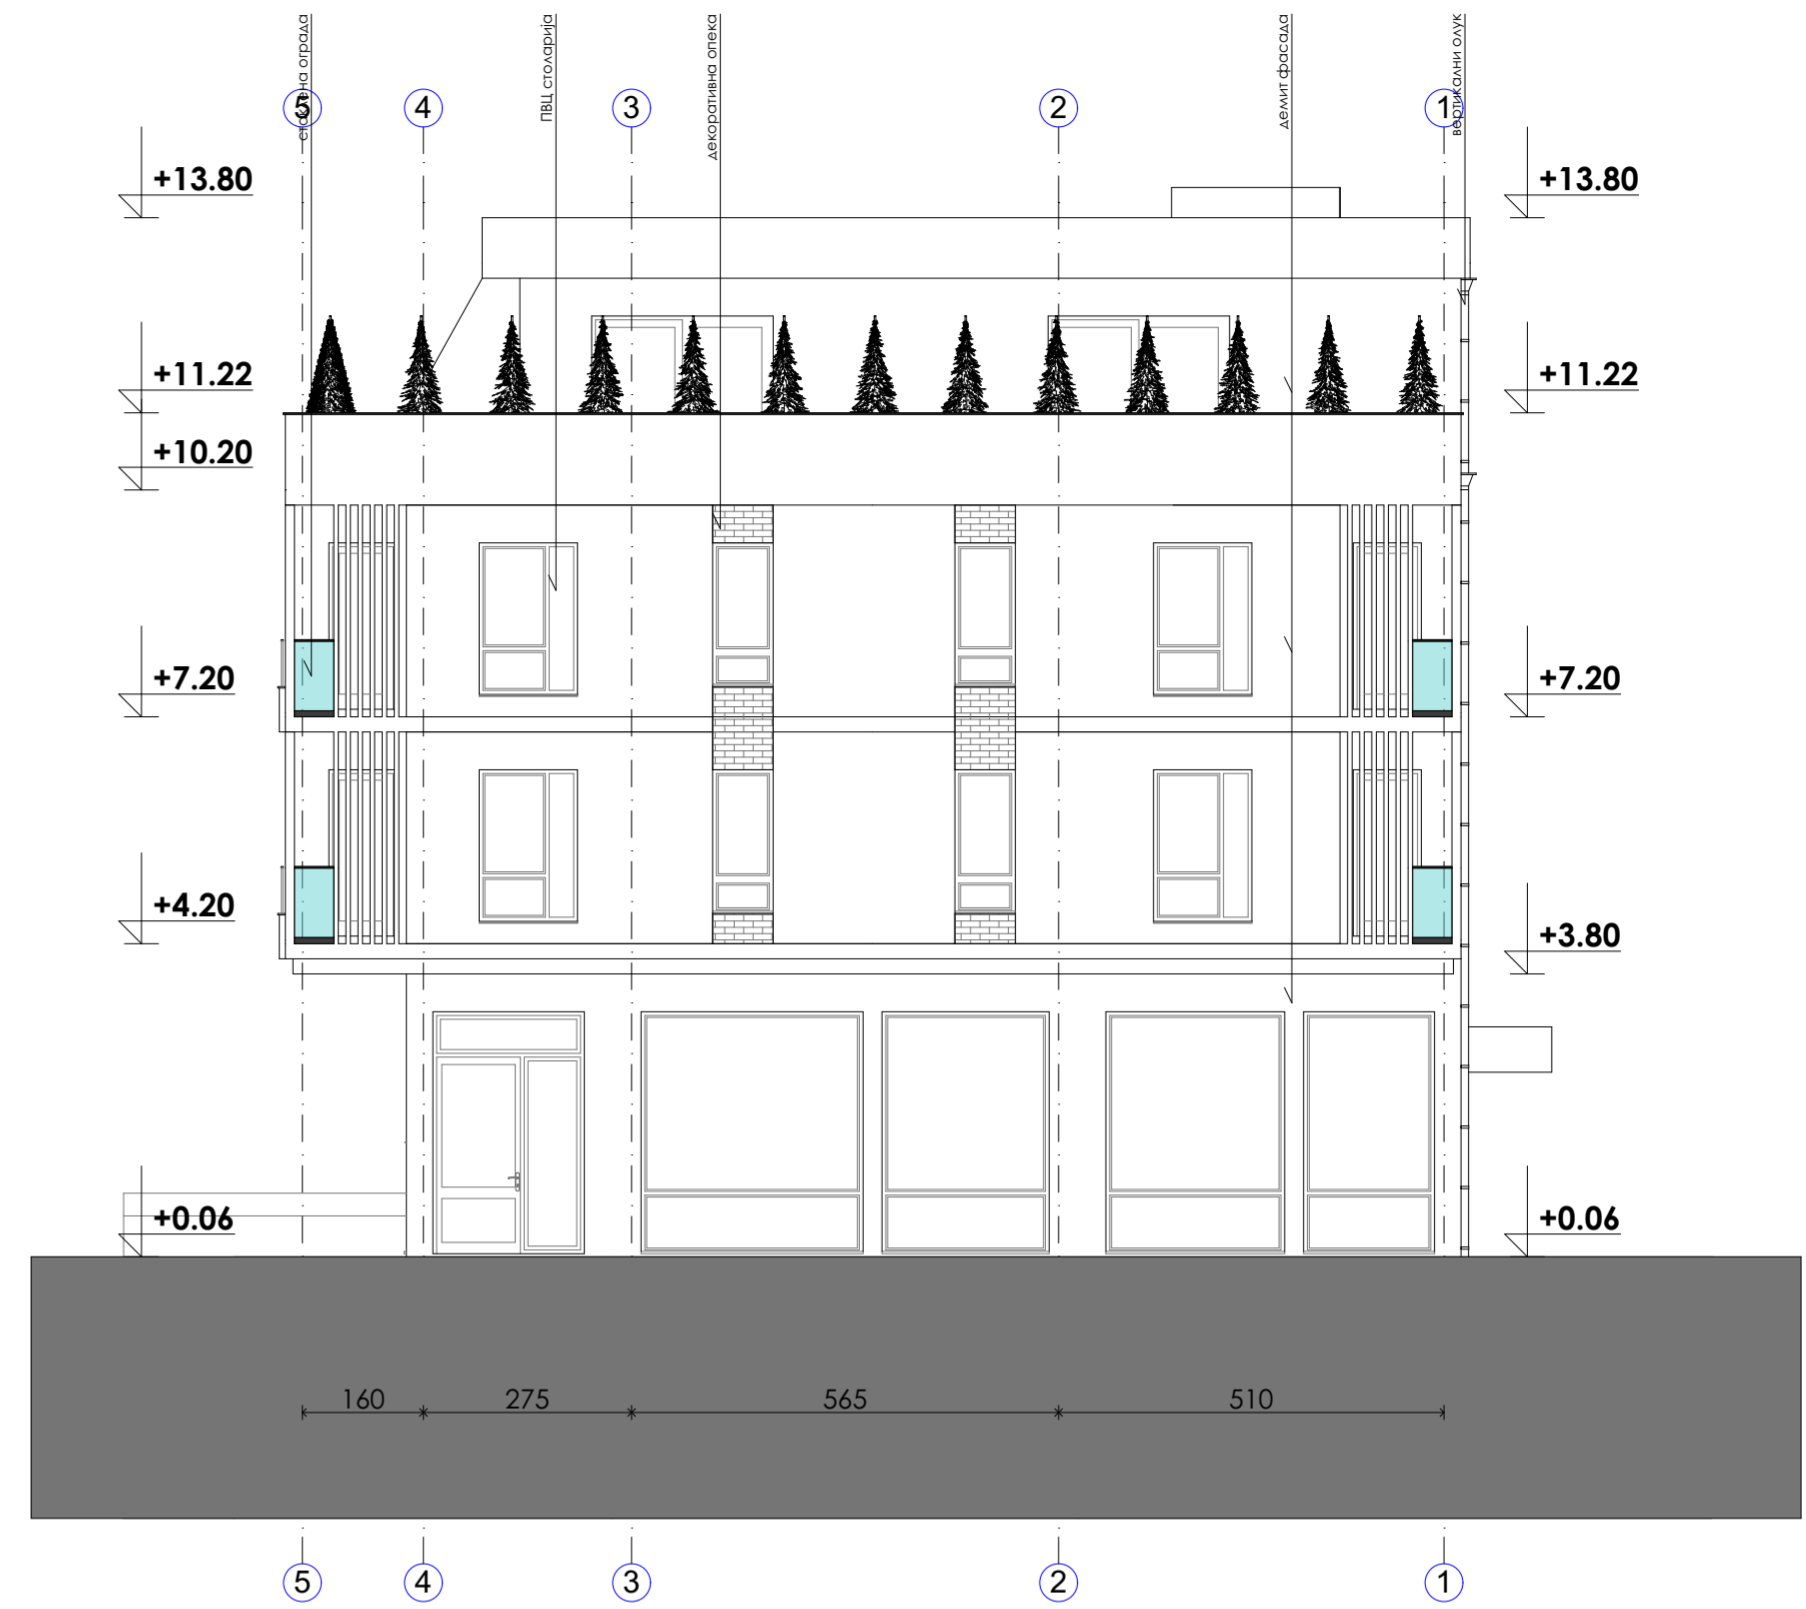 стаклена ограда
ПВЦ столарија
декоративна опека
демит фасада
вертикални олук
5 4 3 2 1
+13.80 +13.80
+11.22 +11.22
+10.20
+7.20 +7.20
+4.20
+3.80
+0.06 +0.06
160 275 565 510
5 4 3 2 1